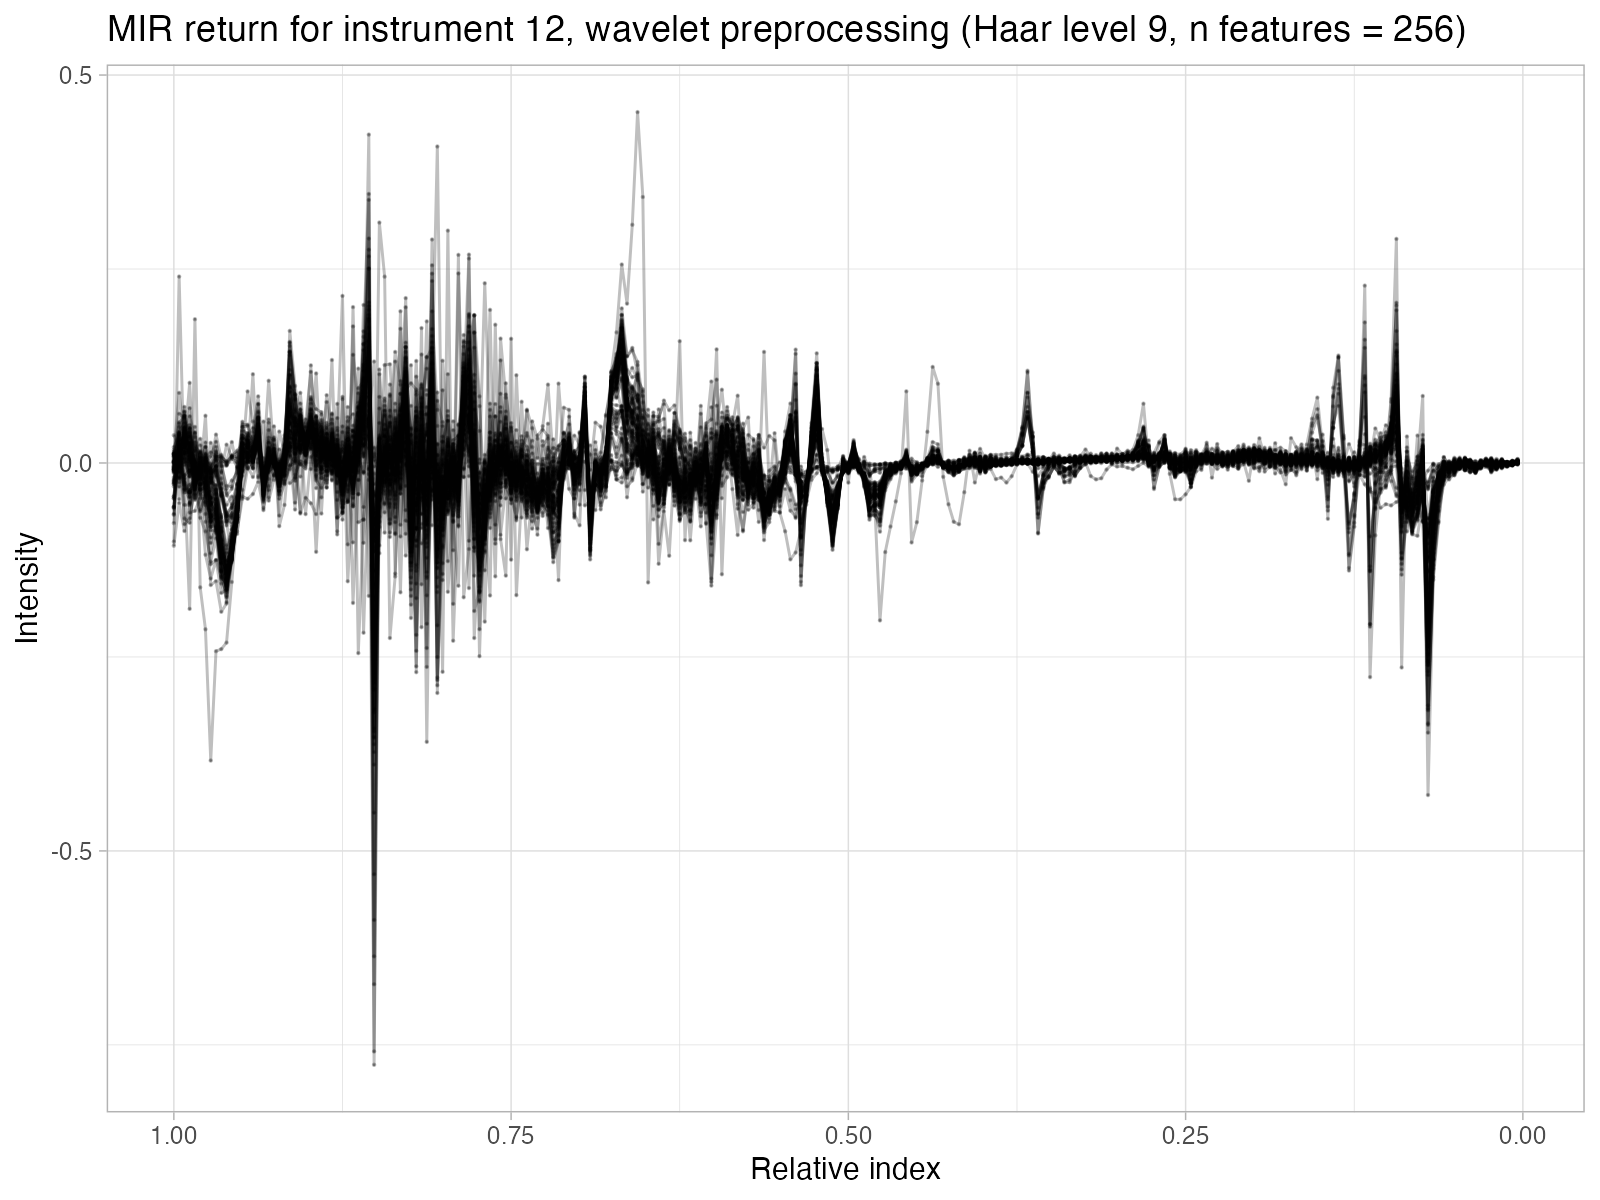 MIR return for instrument 12, wavelet preprocessing (Haar level 9, n features = 256)
0.5
0.0
-0.5
Intensity
1.00 0.75 0.50 0.25 0.00
Relative index